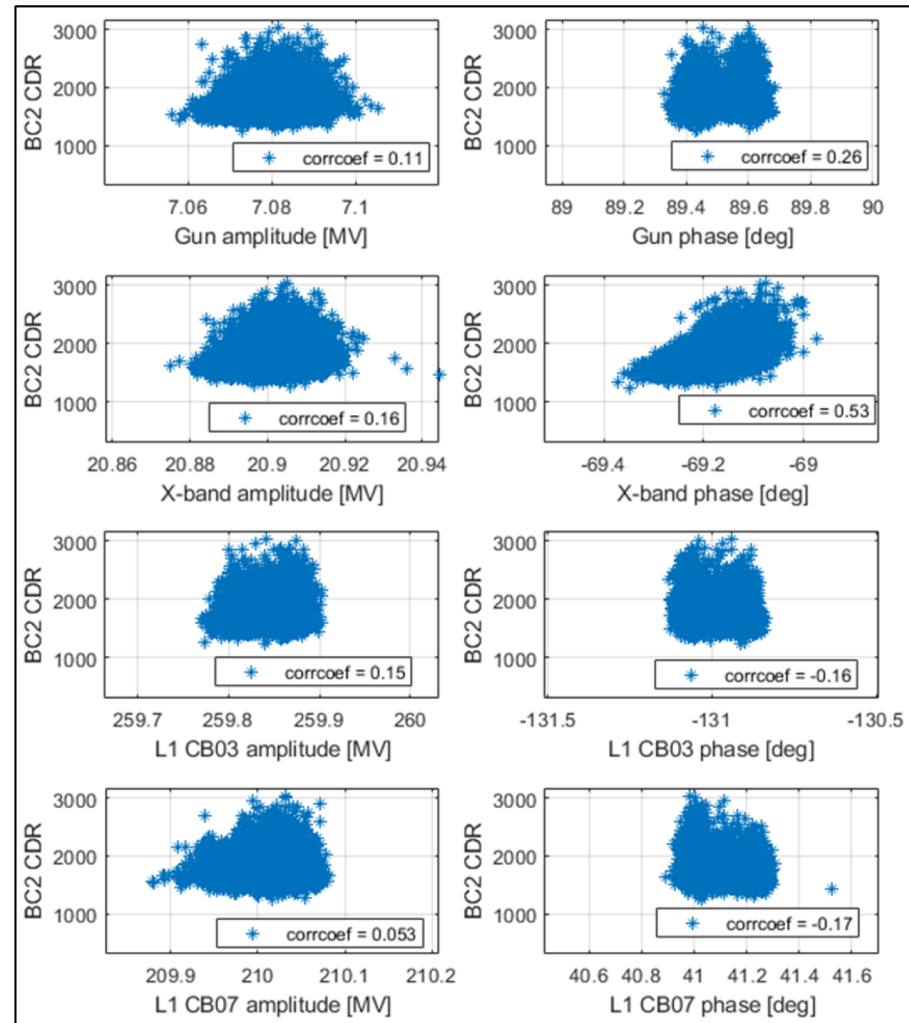 3000
2000
1000
BC2 CDR
corrcoef = 0.11
7.06 7.08 7.1
Gun amplitude [MV]
3000
2000
1000
BC2 CDR
corrcoef = 0.26
89 89.2 89.4 89.6 89.8 90
Gun phase [deg]
3000
2000
1000
BC2 CDR
corrcoef = 0.16
20.86 20.88 20.9 20.92 20.94
X-band amplitude [MV]
3000
2000
1000
BC2 CDR
corrcoef = 0.53
-69.4 -69.2 -69
X-band phase [deg]
3000
2000
1000
BC2 CDR
corrcoef = 0.15
259.7 259.8 259.9 260
L1 CB03 amplitude [MV]
3000
2000
1000
BC2 CDR
corrcoef = -0.16
-131.5 -131 -130.5
L1 CB03 phase [deg]
3000
2000
1000
BC2 CDR
corrcoef = 0.053
209.9 210 210.1 210.2
L1 CB07 amplitude [MV]
3000
2000
1000
BC2 CDR
corrcoef = -0.17
40.6 40.8 41 41.2 41.4 41.6
L1 CB07 phase [deg]